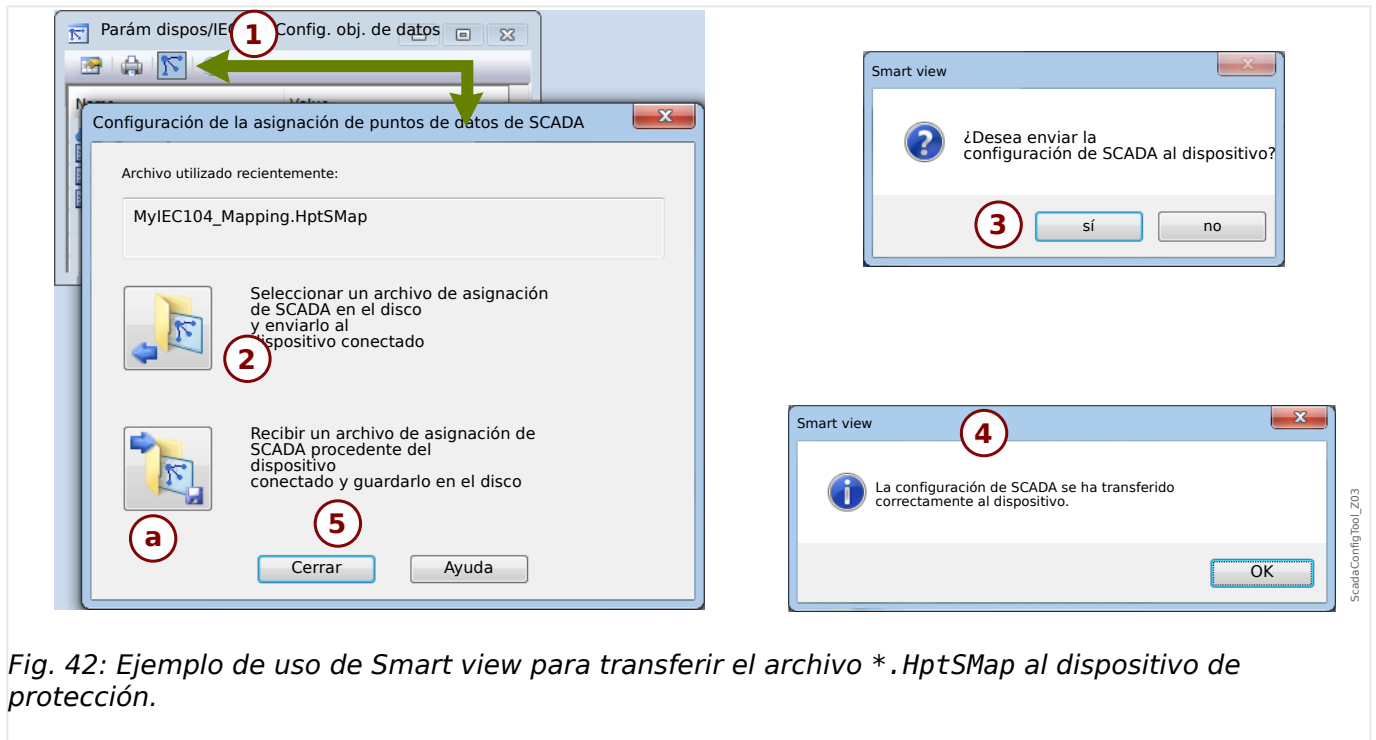 Parám dispos/IE
1
Config. obj. de datos
Configuración de la asignación de puntos de datos de SCADA
Archivo utilizado recientemente:
MyIEC104_Mapping.HptSMap
Seleccionar un archivo de asignación
de SCADA en el disco
y enviarlo al
dispositivo conectado
2
Recibir un archivo de asignación de
SCADA procedente del
dispositivo
conectado y guardarlo en el disco
a
5
Cerrar
Ayuda
Smart view
¿Desea enviar la
configuración de SCADA al dispositivo?
3
sí
no
Smart view
4
La configuración de SCADA se ha transferido
correctamente al dispositivo.
OK
ScadaConfigTool_Z03
Fig. 42: Ejemplo de uso de Smart view para transferir el archivo *.HptSMap al dispositivo de
protección.